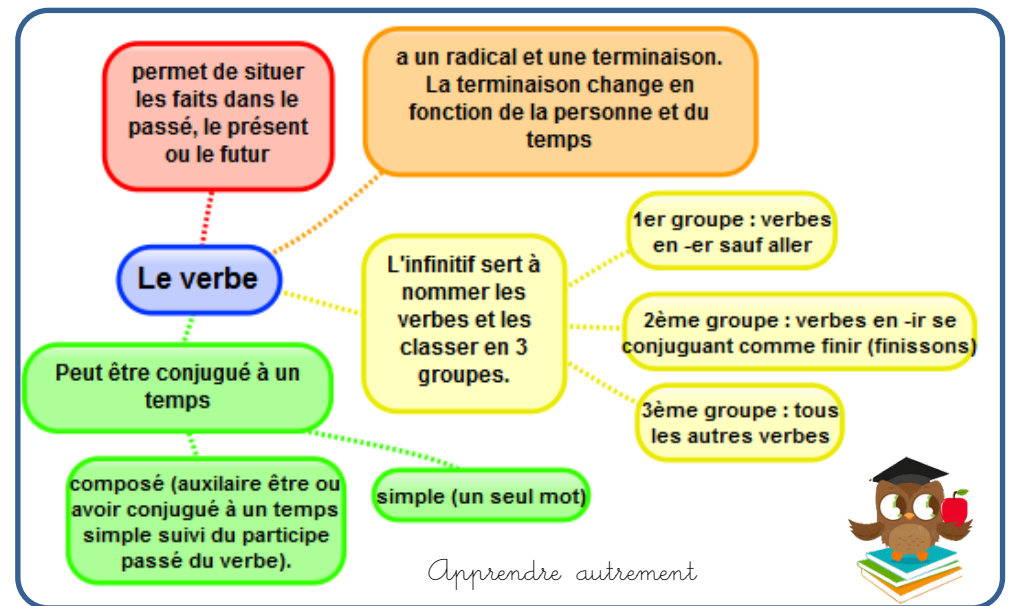 permet de situer
les faits dans le
passé, le présent
ou le futur
a un radical et une terminaison.
La terminaison change en
fonction de la personne et du
temps
Le verbe
L'infinitif sert à
nommer les
verbes et les
classer en 3
groupes.
1er groupe : verbes
en -er sauf aller
2ème groupe : verbes en -ir se
conjuguant comme finir (finissons)
3ème groupe : tous
les autres verbes
Peut être conjugué à un
temps
composé (auxilaire être ou
avoir conjugué à un temps
simple suivi du participe
passé du verbe).
simple (un seul mot)
Apprendre autrement